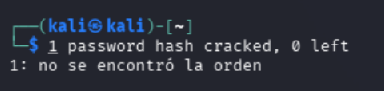 ┌──(kali㉿kali)-[~]
└─$ 1 password hash cracked, 0 left
1: no se encontró la orden